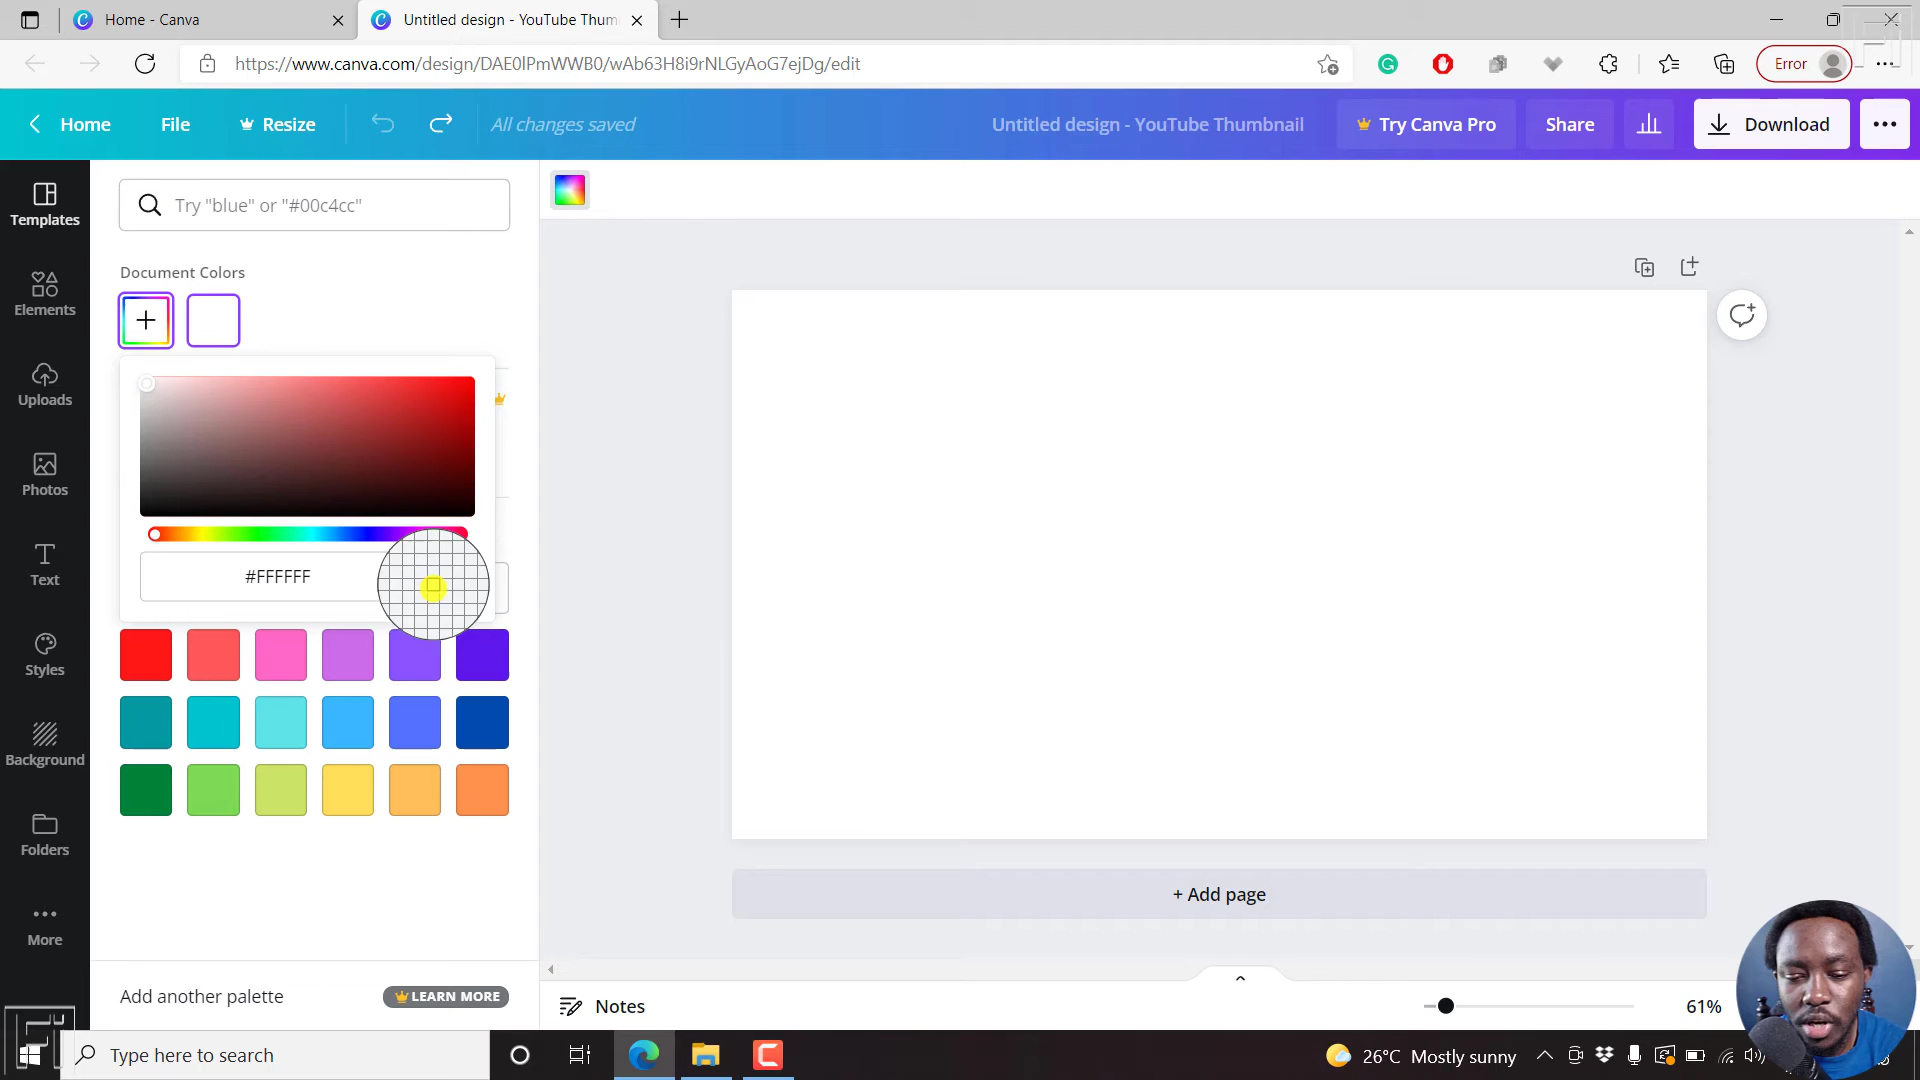 Home - Canva
Untitled design - YouTube Thum
https://www.canva.com/design/DAE0lPmWWB0/wAb63H8i9rNLGyAoG7ejDg/edit
Error
Home
File
Resize
All changes saved
Untitled design - YouTube Thumbnail
Try Canva Pro
Share
Download
Templates
Elements
Uploads
Photos
Text
Styles
Background
Folders
More
Try "blue" or "#00c4cc"
Document Colors
#FFFFFF
Add another palette
LEARN MORE
+ Add page
Notes
61%
Type here to search
26°C Mostly sunny